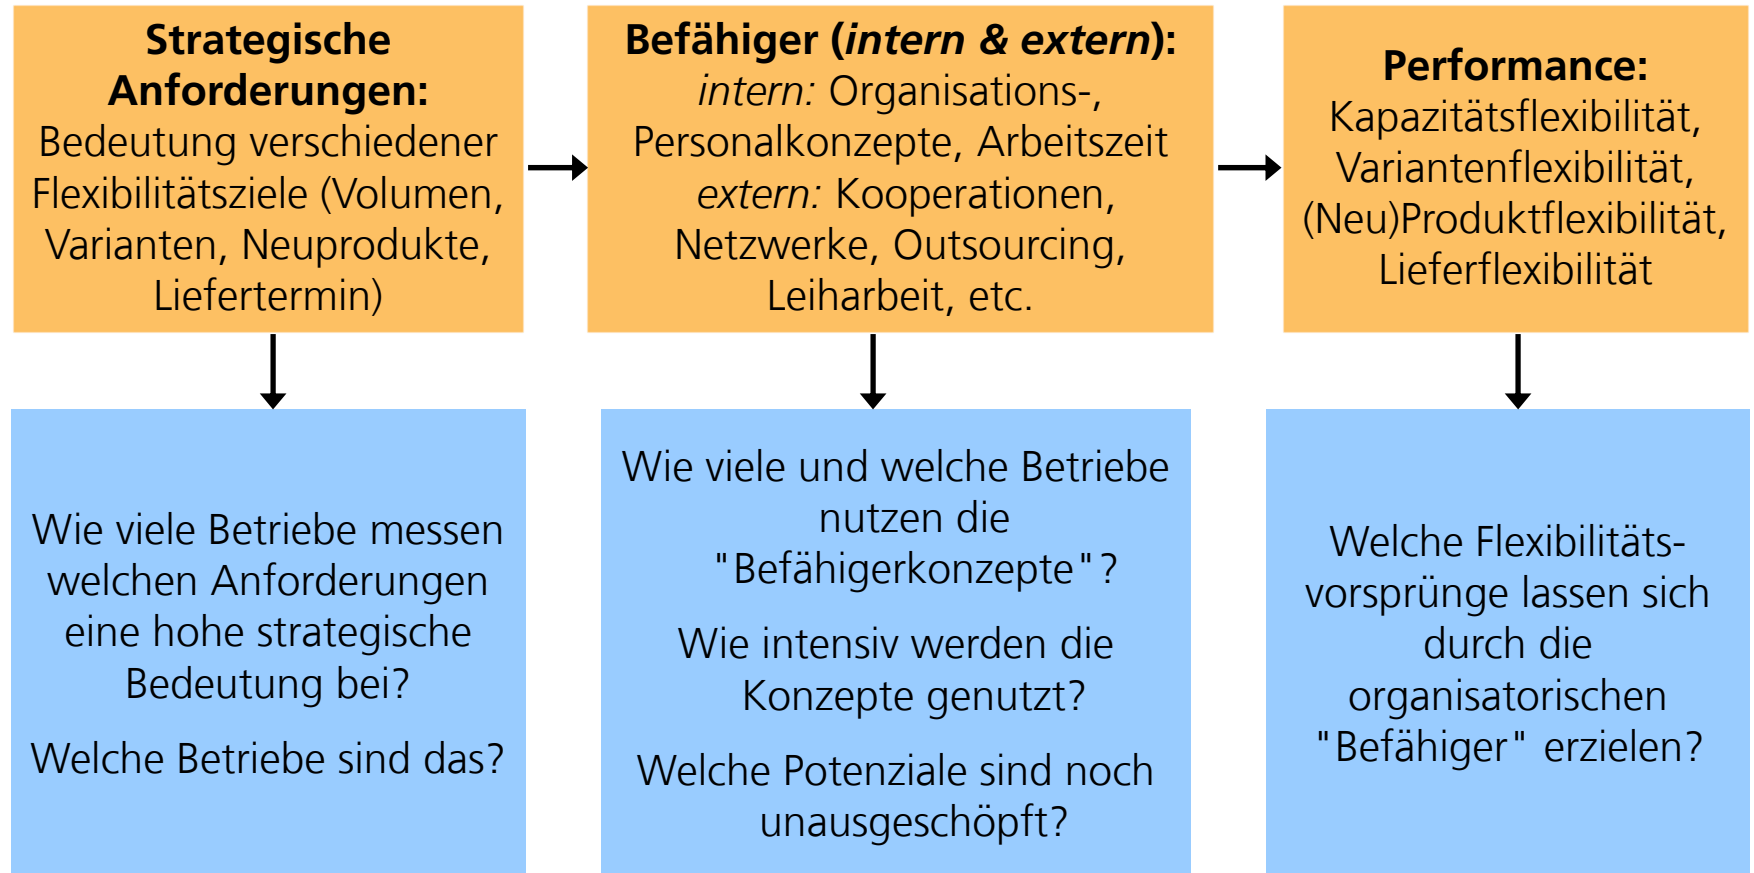 Strategische
Anforderungen:
Bedeutung verschiedener
Flexibilitätsziele (Volumen,
Varianten, Neuprodukte,
Liefertermin)
Befähiger (intern & extern):
intern: Organisations-,
Personalkonzepte, Arbeitszeit
extern: Kooperationen,
Netzwerke, Outsourcing,
Leiharbeit, etc.
Performance:
Kapazitätsflexibilität,
Variantenflexibilität,
(Neu)Produktflexibilität,
Lieferflexibilität
Wie viele Betriebe messen
welchen Anforderungen
eine hohe strategische
Bedeutung bei?
Welche Betriebe sind das?
Wie viele und welche Betriebe
nutzen die
"Befähigerkonzepte"?
Wie intensiv werden die
Konzepte genutzt?
Welche Potenziale sind noch
unausgeschöpft?
Welche Flexibilitäts-
vorsprünge lassen sich
durch die
organisatorischen
"Befähiger" erzielen?